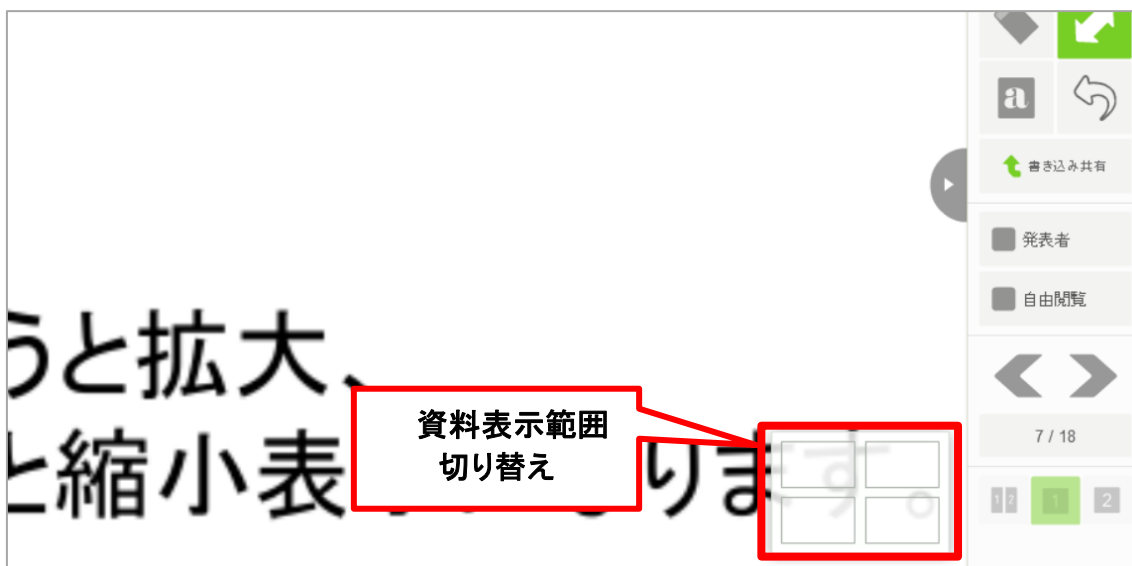 うと拡大、
と縮小表
ります。
資料表示範囲
切り替え
a
書き込み共有
発表者
自由閲覧
7 / 18
1 2
1
2